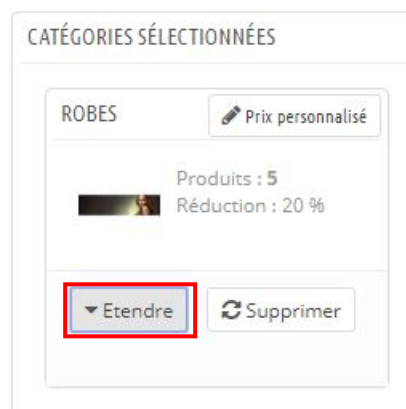 CATÉGORIES SÉLECTIONNÉES
ROBES
Prix personnalisé
Produits : 5
Réduction : 20 %
Etendre
Supprimer